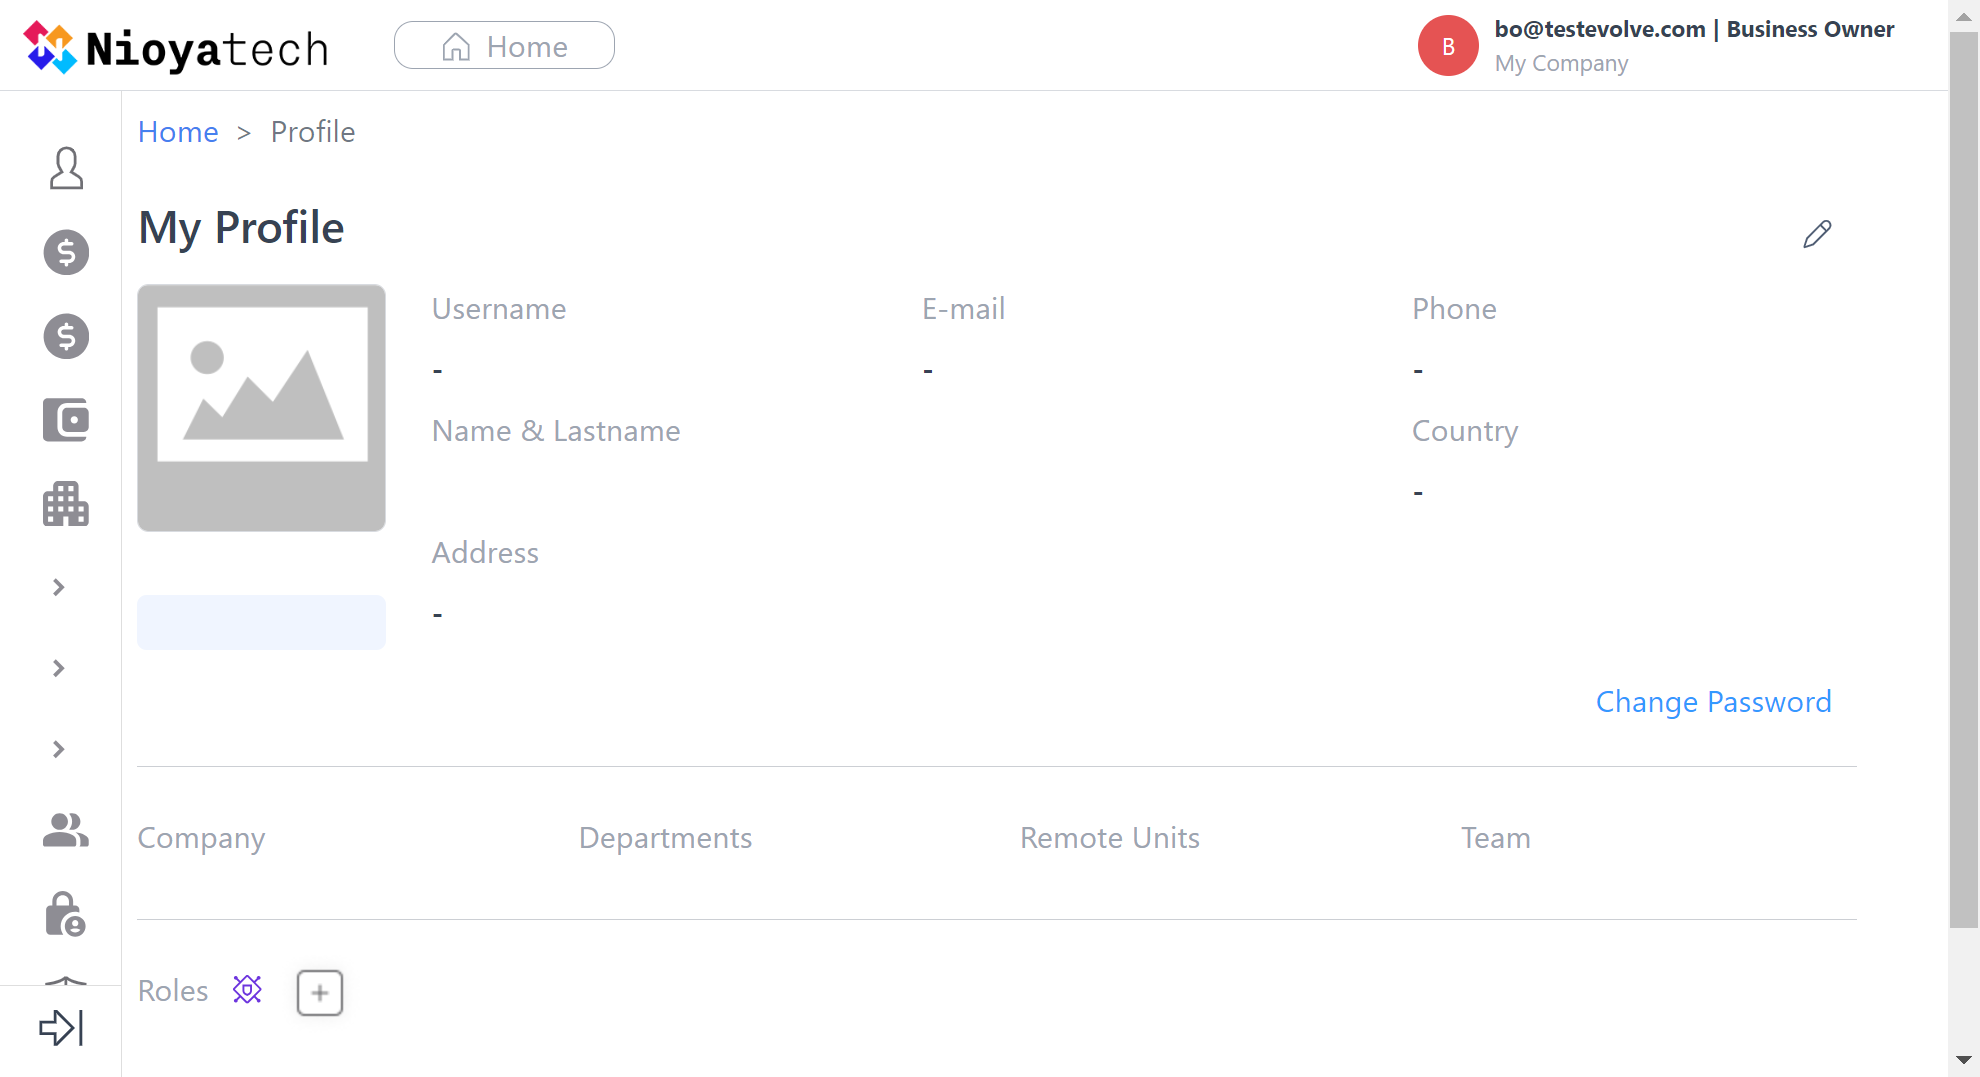 Nioyatech
Home
B
bo@testevolve.com | Business Owner
My Company
Home > Profile
My Profile
Username
E-mail
Phone
-
-
-
Name & Lastname
Country
-
Address
-
Change Password
Company
Departments
Remote Units
Team
Roles